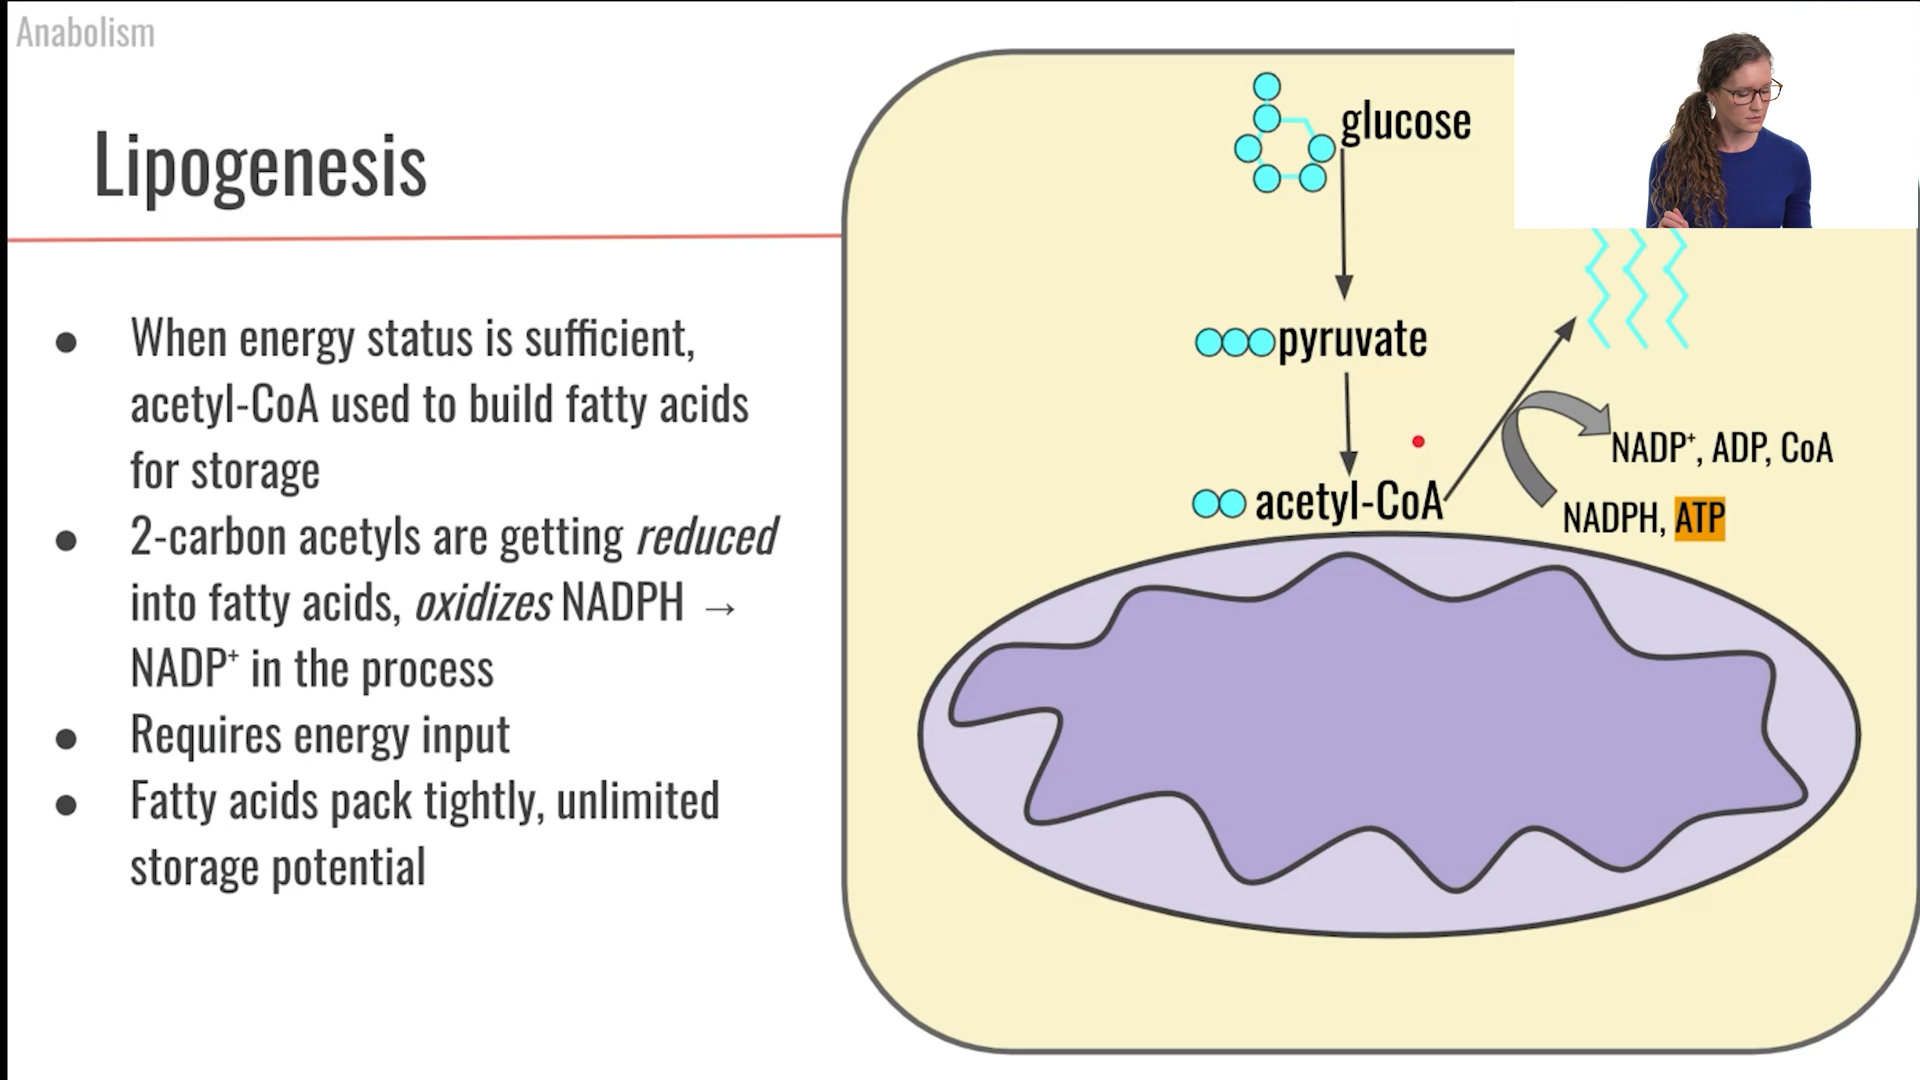 Anabolism
Lipogenesis
● When energy status is sufficient,
acetyl-CoA used to build fatty acids
for storage
● 2-carbon acetyls are getting reduced
into fatty acids, oxidizes NADPH →
NADP⁺ in the process
● Requires energy input
● Fatty acids pack tightly, unlimited
storage potential
glucose
pyruvate
acetyl-CoA
NADP⁺, ADP, CoA
NADPH, ATP